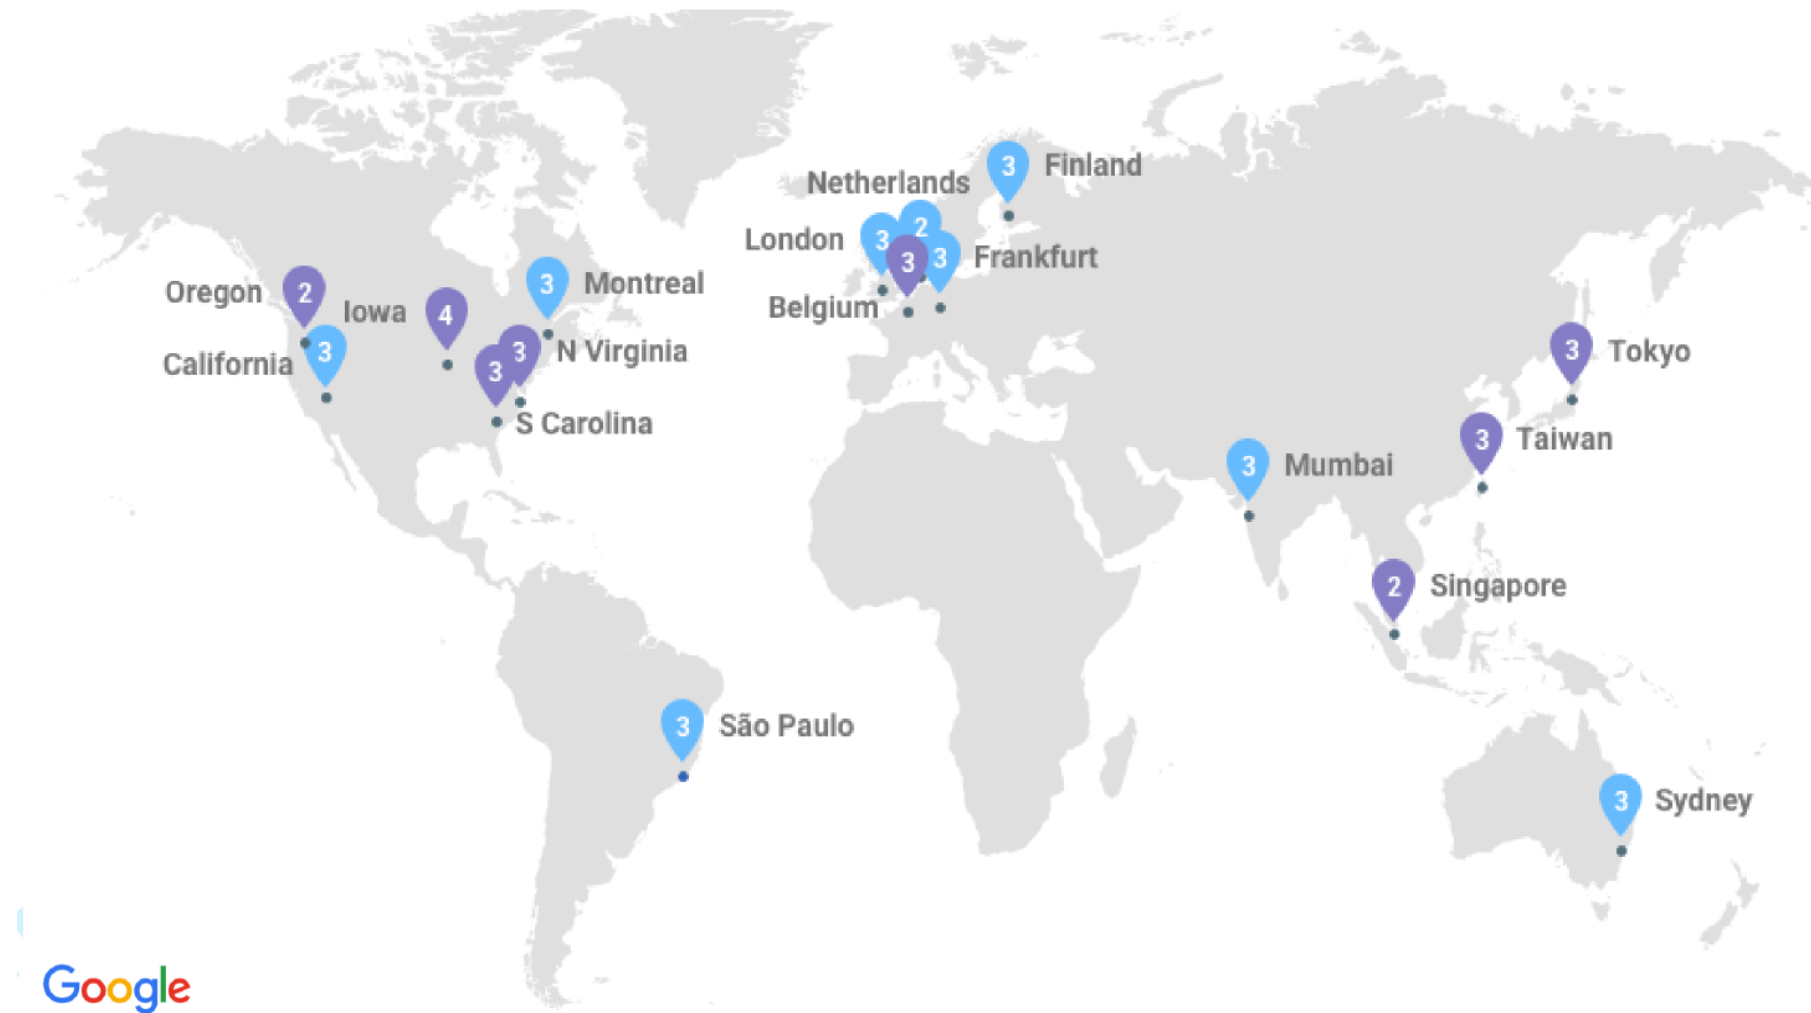 3 Finland
Netherlands
2
London 3
3
3 Frankfurt
Belgium
Oregon 2
Iowa 4
3 Montreal
California 3
3 N Virginia
3
S Carolina
3 Tokyo
3 Taiwan
3 Mumbai
2 Singapore
3 São Paulo
3 Sydney
Google